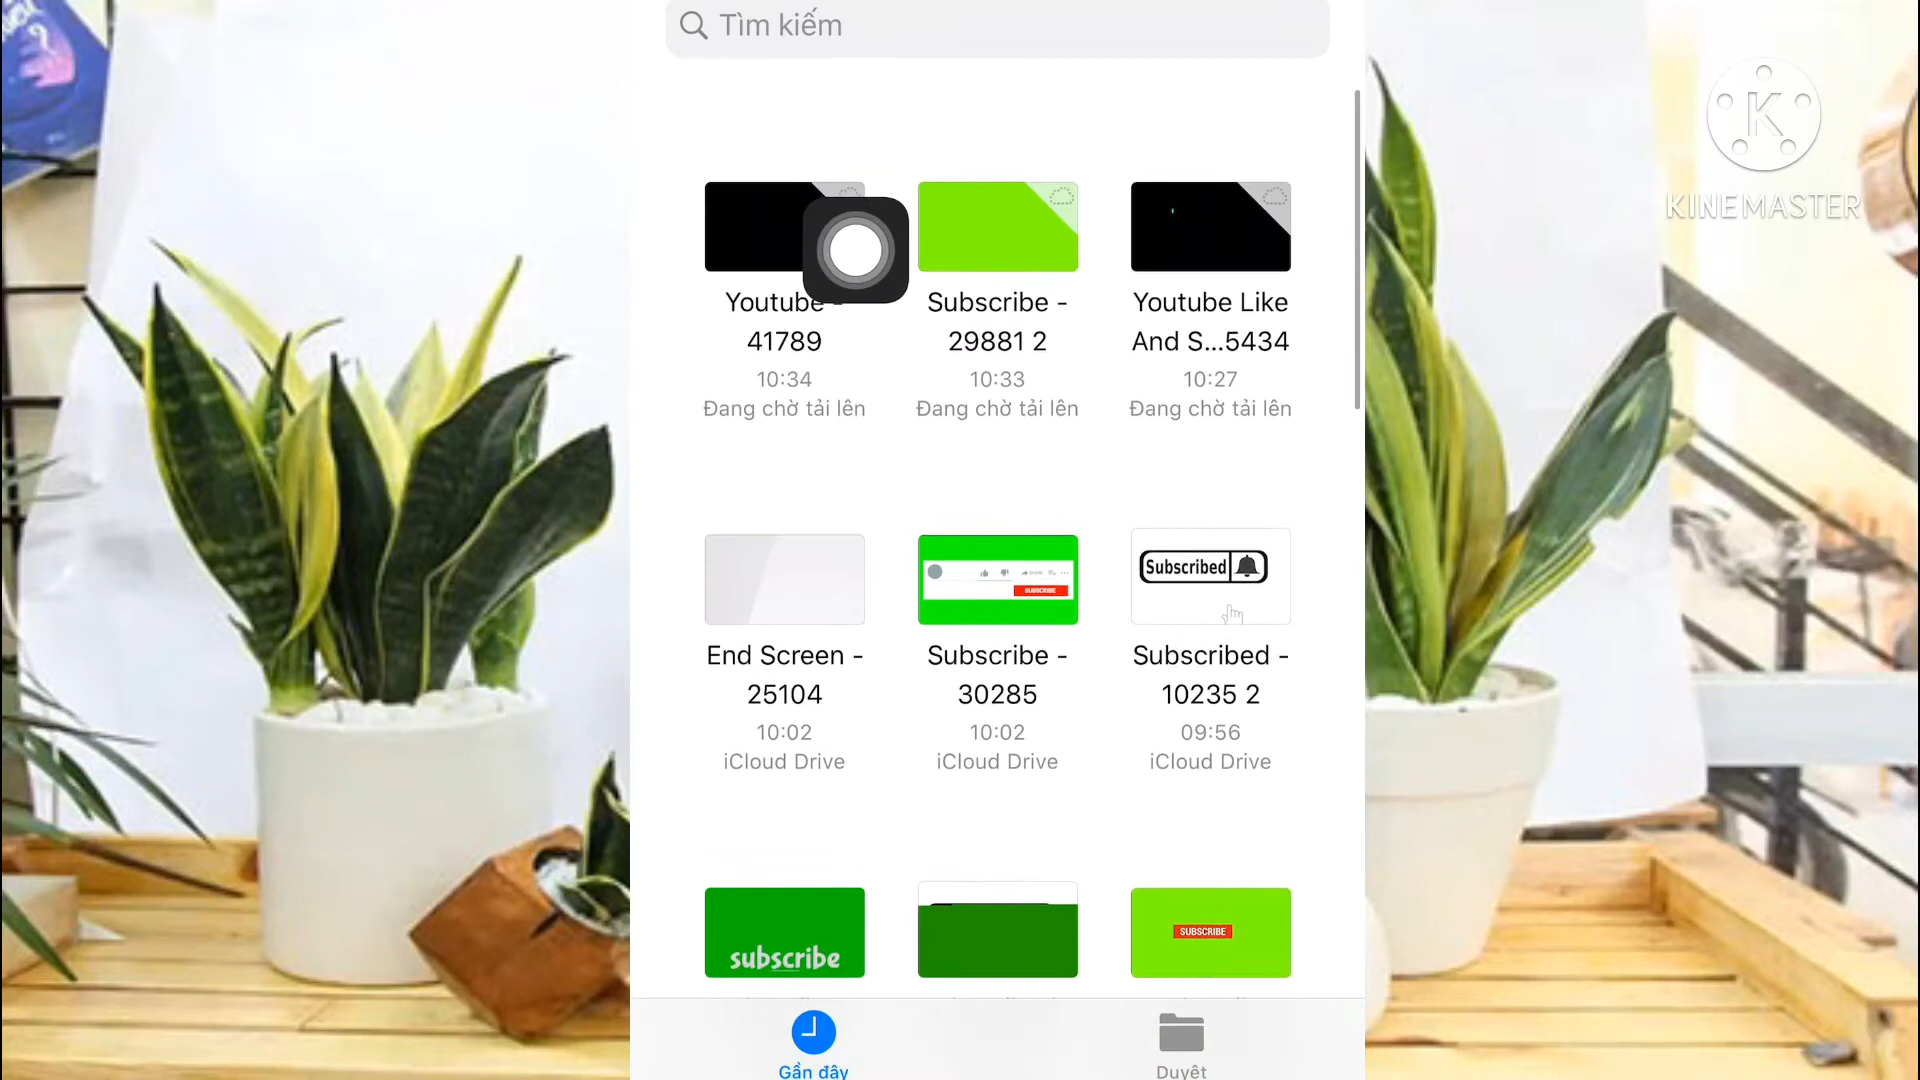 Tìm kiếm
K
KINEMASTER
Youtube -
41789
10:34
Đang chờ tải lên
Subscribe -
29881 2
10:33
Đang chờ tải lên
Youtube Like
And S...5434
10:27
Đang chờ tải lên
SUBSCRIBE
Subscribed
End Screen -
25104
10:02
iCloud Drive
Subscribe -
30285
10:02
iCloud Drive
Subscribed -
10235 2
09:56
iCloud Drive
subscribe
SUBSCRIBE
Gần đây
Duyệt